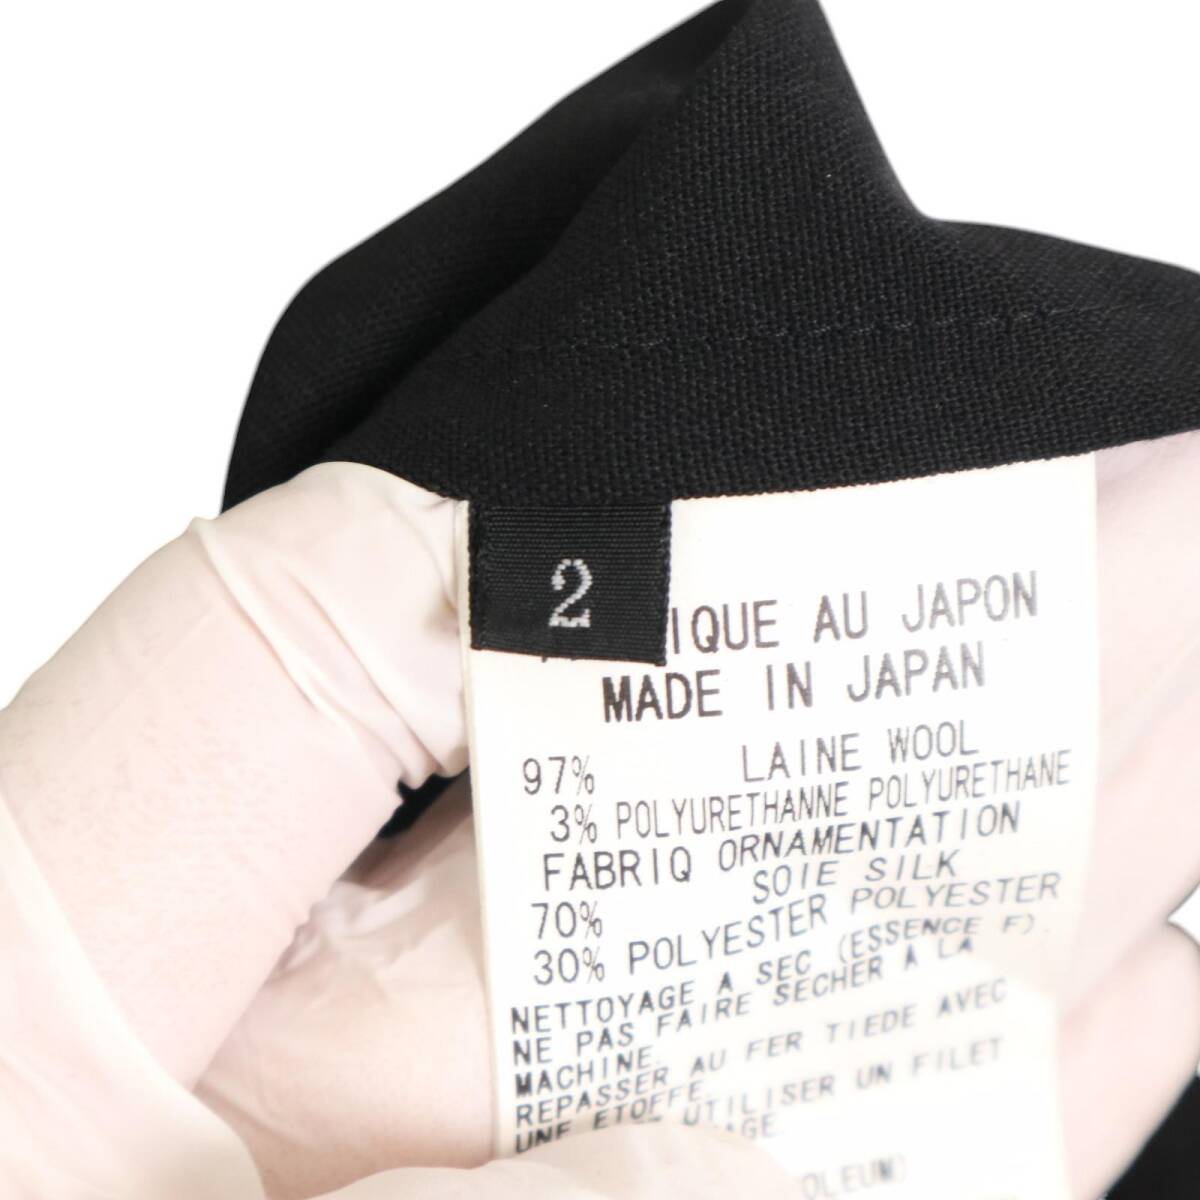 2
IQUE AU JAPON
MADE IN JAPAN
97% LAINE WOOL
3% POLYURETHANNE POLYURETHANE
FABRIQ ORNAMENTATION
70% SOIE SILK
30% POLYESTER POLYESTER
NETTOYAGE A SEC (ESSENCE F).
NE PAS FAIRE SECHER A LA
MACHINE.
REPASSER AU FER TIEDE AVEC
UNE ETOFFE.
UTILISER UN FILET
AGE
OLEUM)